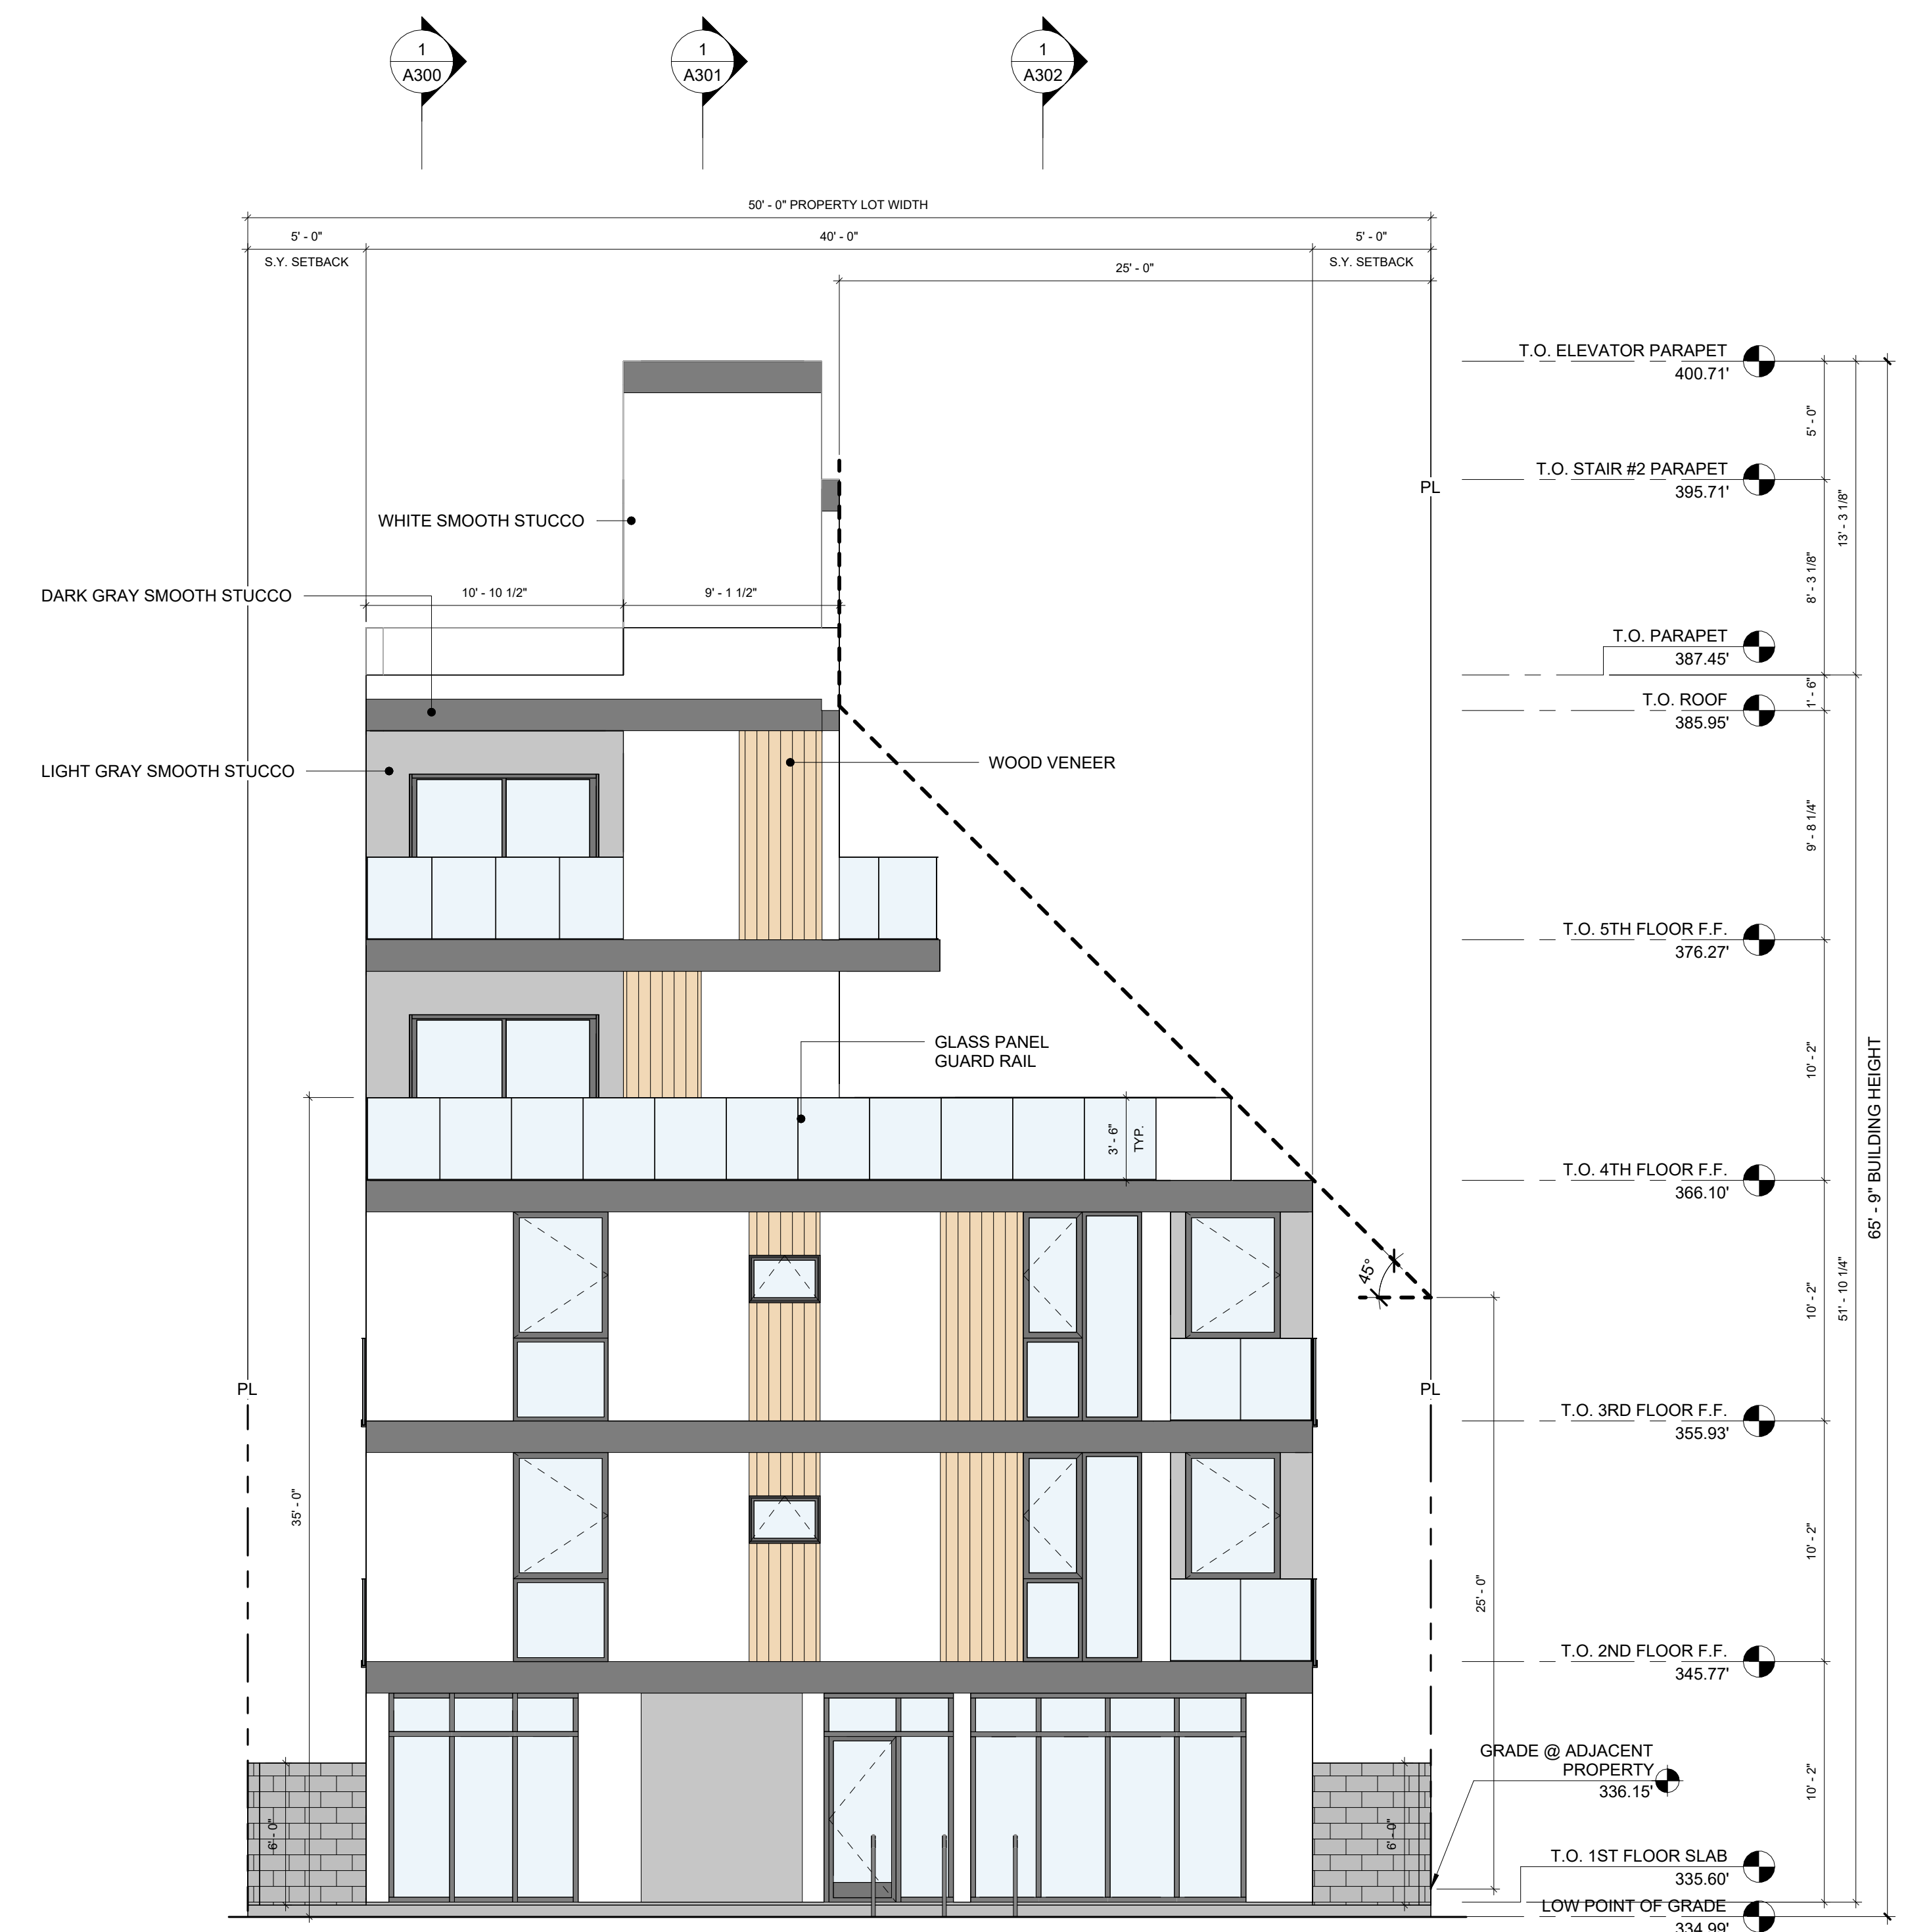 1
A300
1
A301
1
A302
50' - 0" PROPERTY LOT WIDTH
5' - 0"
40' - 0"
5' - 0"
S.Y. SETBACK
S.Y. SETBACK
25' - 0"
T.O. ELEVATOR PARAPET
400.71'
5' - 0"
T.O. STAIR #2 PARAPET
395.71'
PL
13' - 3 1/8"
WHITE SMOOTH STUCCO
8' - 3 1/8"
DARK GRAY SMOOTH STUCCO
10' - 10 1/2"
9' - 1 1/2"
T.O. PARAPET
387.45'
1' - 6"
T.O. ROOF
385.95'
LIGHT GRAY SMOOTH STUCCO
WOOD VENEER
9' - 8 1/4"
T.O. 5TH FLOOR F.F.
376.27'
GLASS PANEL
GUARD RAIL
10' - 2"
3' - 6"
TYP.
65' - 9" BUILDING HEIGHT
T.O. 4TH FLOOR F.F.
366.10'
45°
10' - 2"
51' - 10 1/4"
PL
PL
T.O. 3RD FLOOR F.F.
355.93'
35' - 0"
10' - 2"
25' - 0"
T.O. 2ND FLOOR F.F.
345.77'
GRADE @ ADJACENT
PROPERTY
336.15'
10' - 2"
6' - 0"
6' - 0"
T.O. 1ST FLOOR SLAB
335.60'
LOW POINT OF GRADE
334.99'